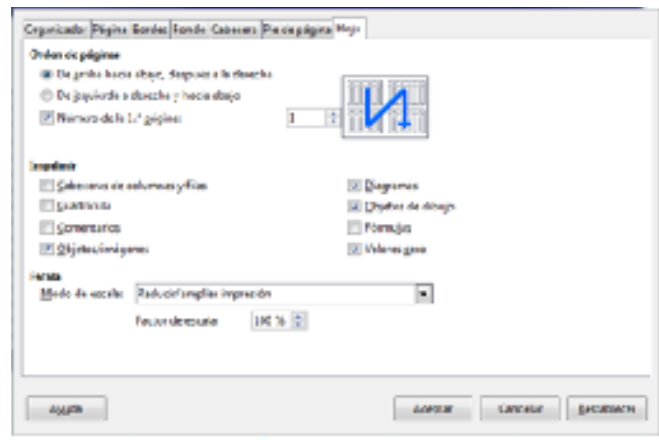 Organizador Página Bordes Fondo Cabecera Pie de página Hoja
Orden de páginas
De arriba hacia abajo, después a la derecha
De izquierda a derecha y hacia abajo
Número de la 1.ª página: 1
Imprimir
Cabeceras de columnas y filas
Diagramas
Cuadrícula
Objetos de dibujo
Comentarios
Fórmulas
Objetos/imágenes
Valores cero
Escala
Modo de escala: Reducir/ampliar impresión
Factor de escala 100 %
Ayuda Aceptar Cancelar Restablecer